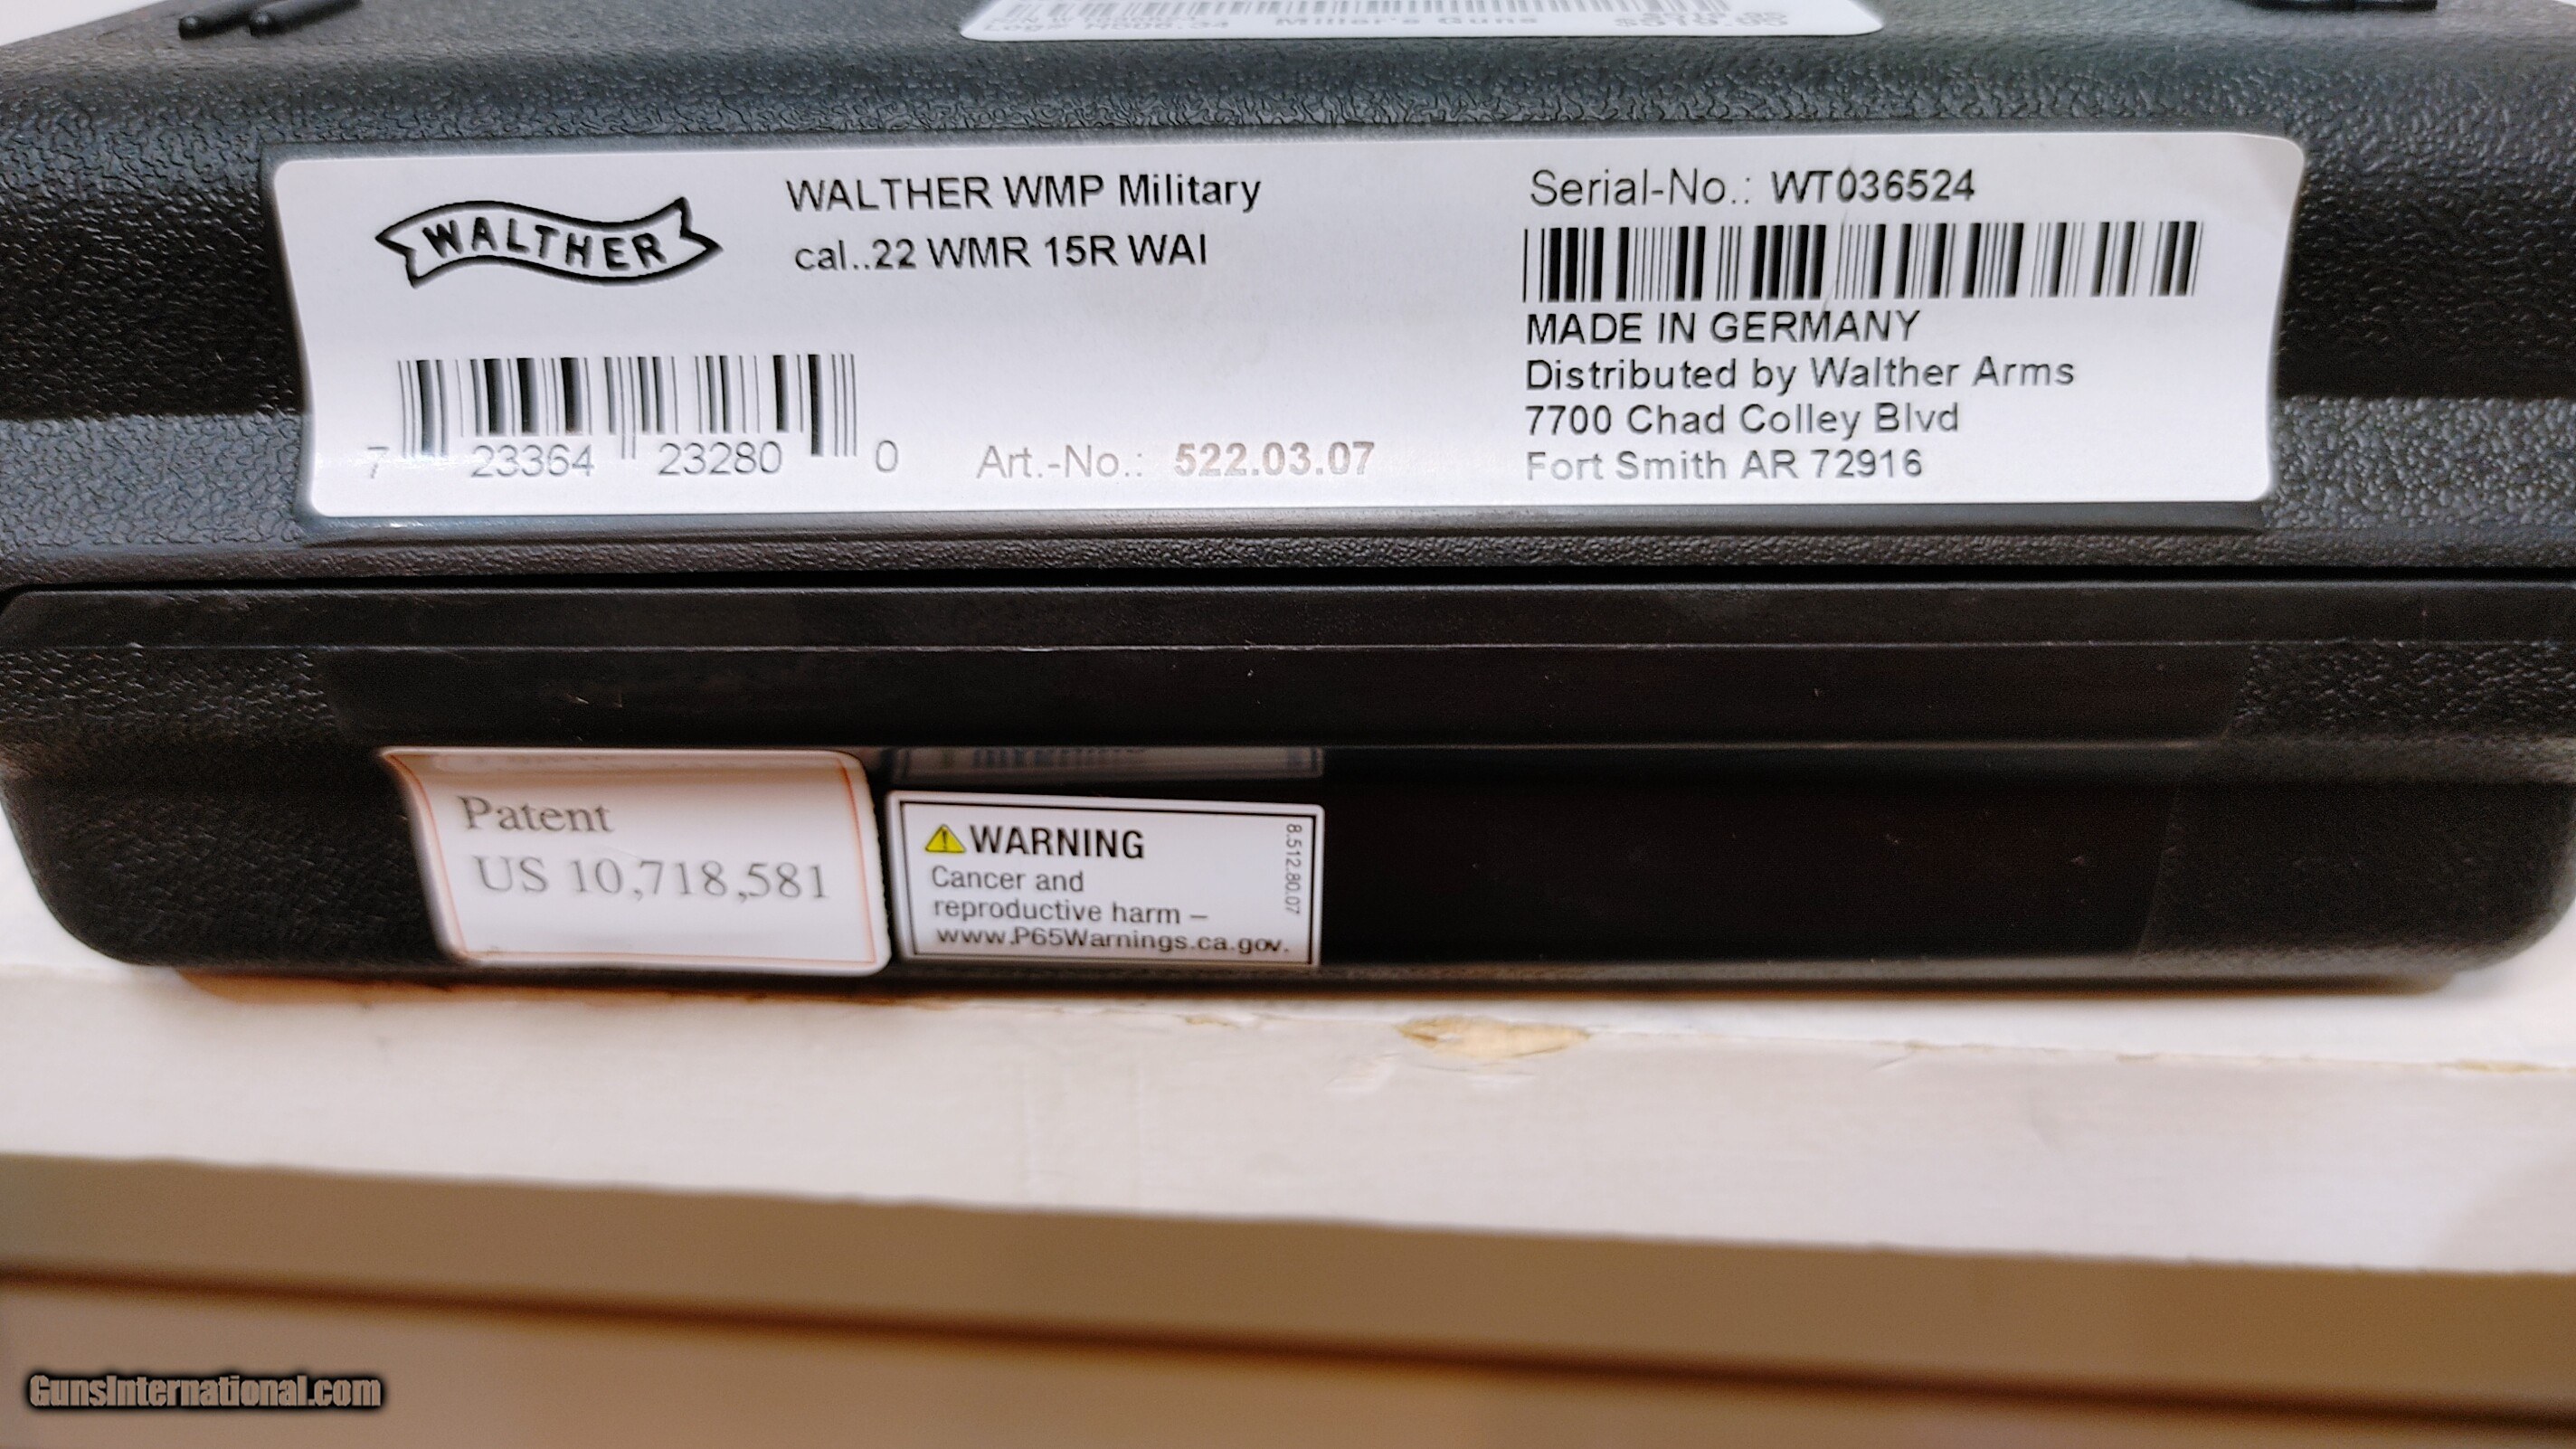 Miller's Guns
WALTHER
WALTHER WMP Military
cal..22 WMR 15R WAI
7 23364 23280 0
Art.-No.: 522.03.07
Serial-No.: WT036524
MADE IN GERMANY
Distributed by Walther Arms
7700 Chad Colley Blvd
Fort Smith AR 72916
Patent
US 10,718,581
WARNING
Cancer and
reproductive harm –
www.P65Warnings.ca.gov.
8.512.80.07
GunsInternational.com